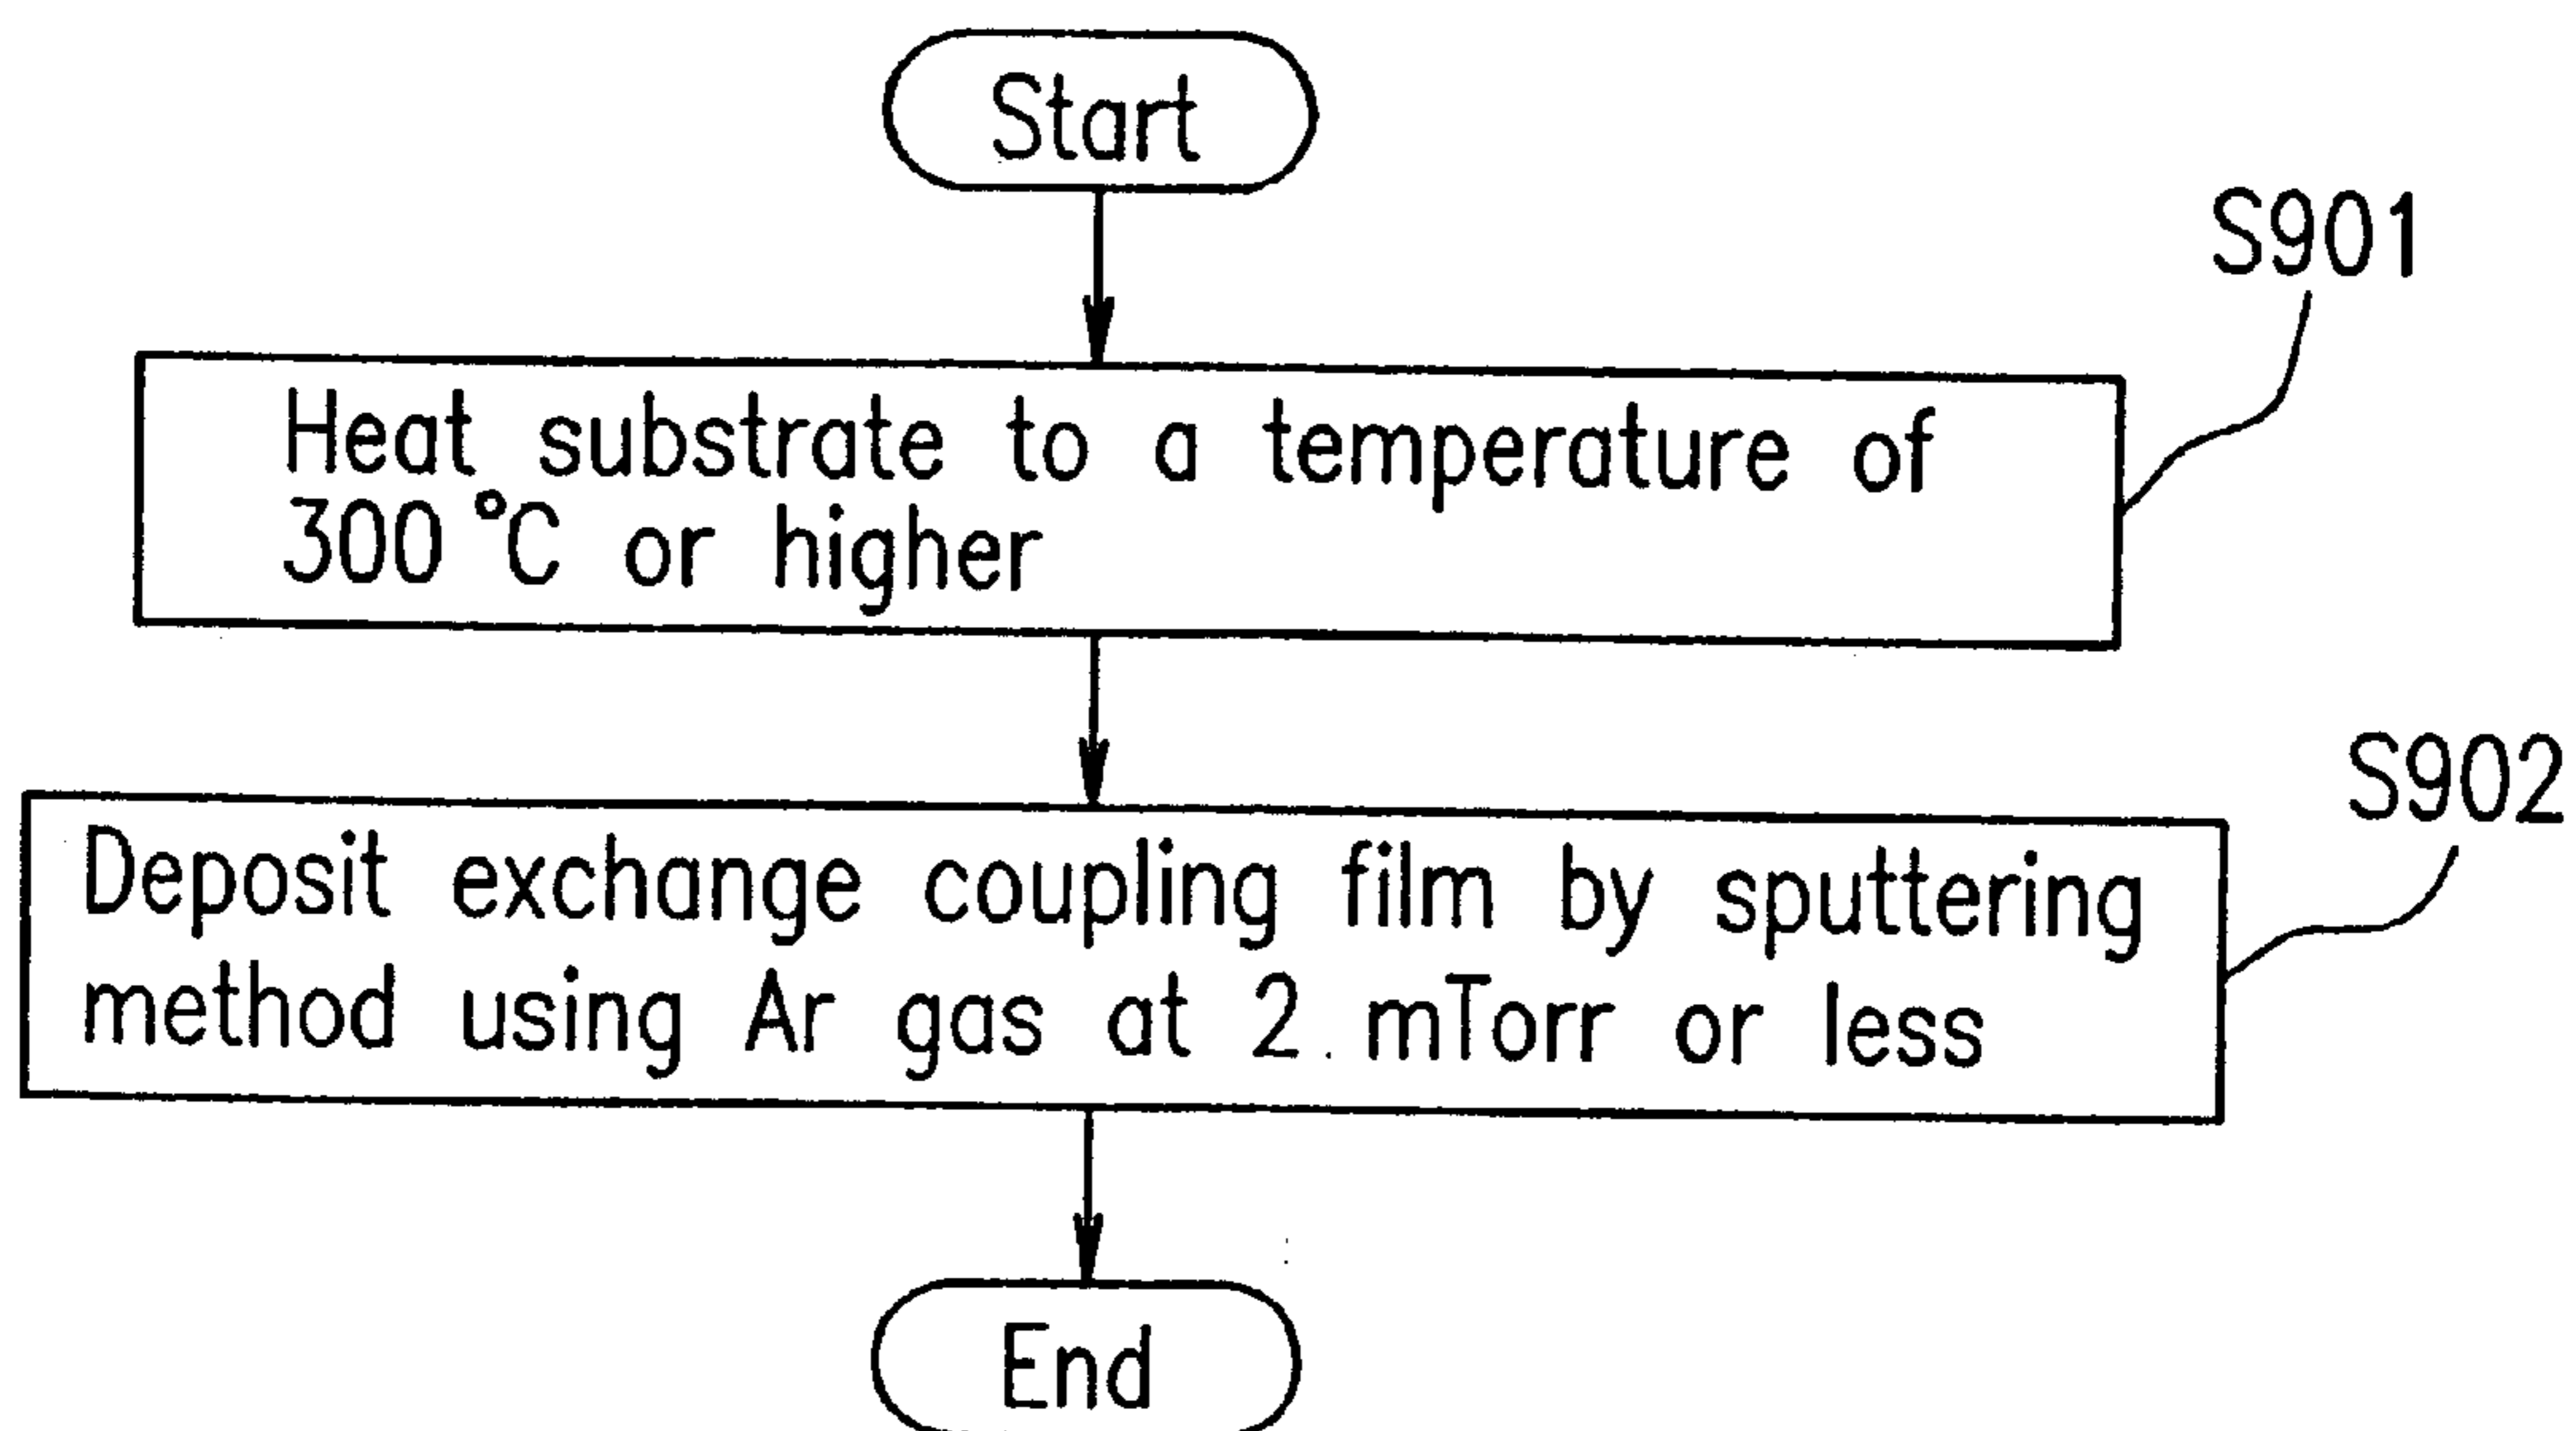 Start
S901
Heat substrate to a temperature of
300 °C or higher
S902
Deposit exchange coupling film by sputtering
method using Ar gas at 2 mTorr or less
End